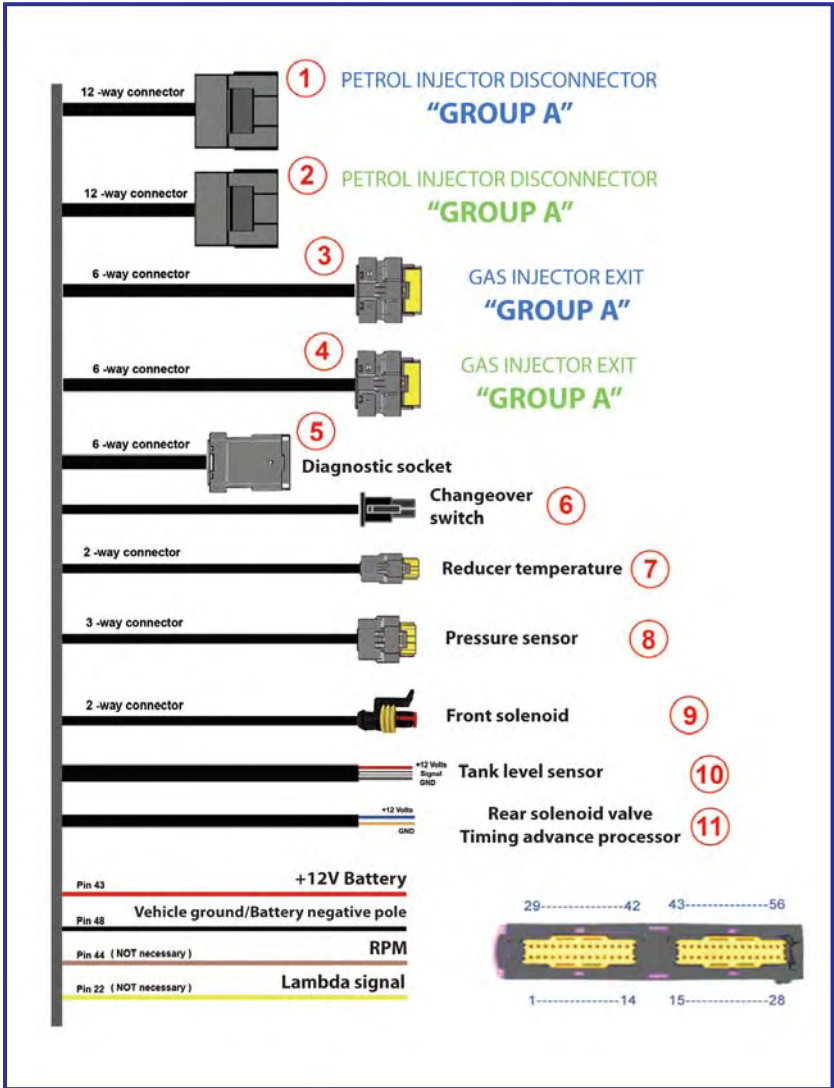 12 -way connector
1
PETROL INJECTOR DISCONNECTOR
“GROUP A”
12 -way connector
2
PETROL INJECTOR DISCONNECTOR
“GROUP A”
6 -way connector
3
GAS INJECTOR EXIT
“GROUP A”
6 -way connector
4
GAS INJECTOR EXIT
“GROUP A”
6 -way connector
5
Diagnostic socket
Changeover
switch
6
2 -way connector
Reducer temperature
7
3 -way connector
Pressure sensor
8
2 -way connector
Front solenoid
9
+12 Volts
Signal
GND
Tank level sensor
10
+12 Volts
GND
Rear solenoid valve
Timing advance processor
11
Pin 43
+12V Battery
Pin 48
Vehicle ground/Battery negative pole
Pin 44 ( NOT necessary )
RPM
Pin 22 ( NOT necessary )
Lambda signal
29-------------42 43-------------56
1-------------14 15-------------28